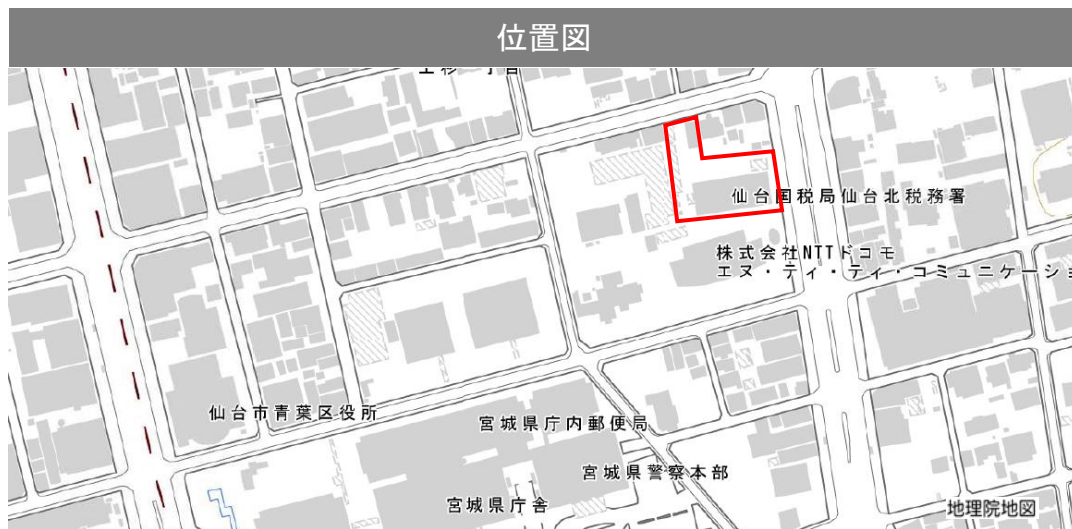 位置図
仙台国税局仙台北税務署
株式会社NTTドコモ
エヌ・ティ・ティ・コミュニケーショ
仙台市青葉区役所
宮城県庁内郵便局
宮城県警察本部
宮城県庁舎
地理院地図